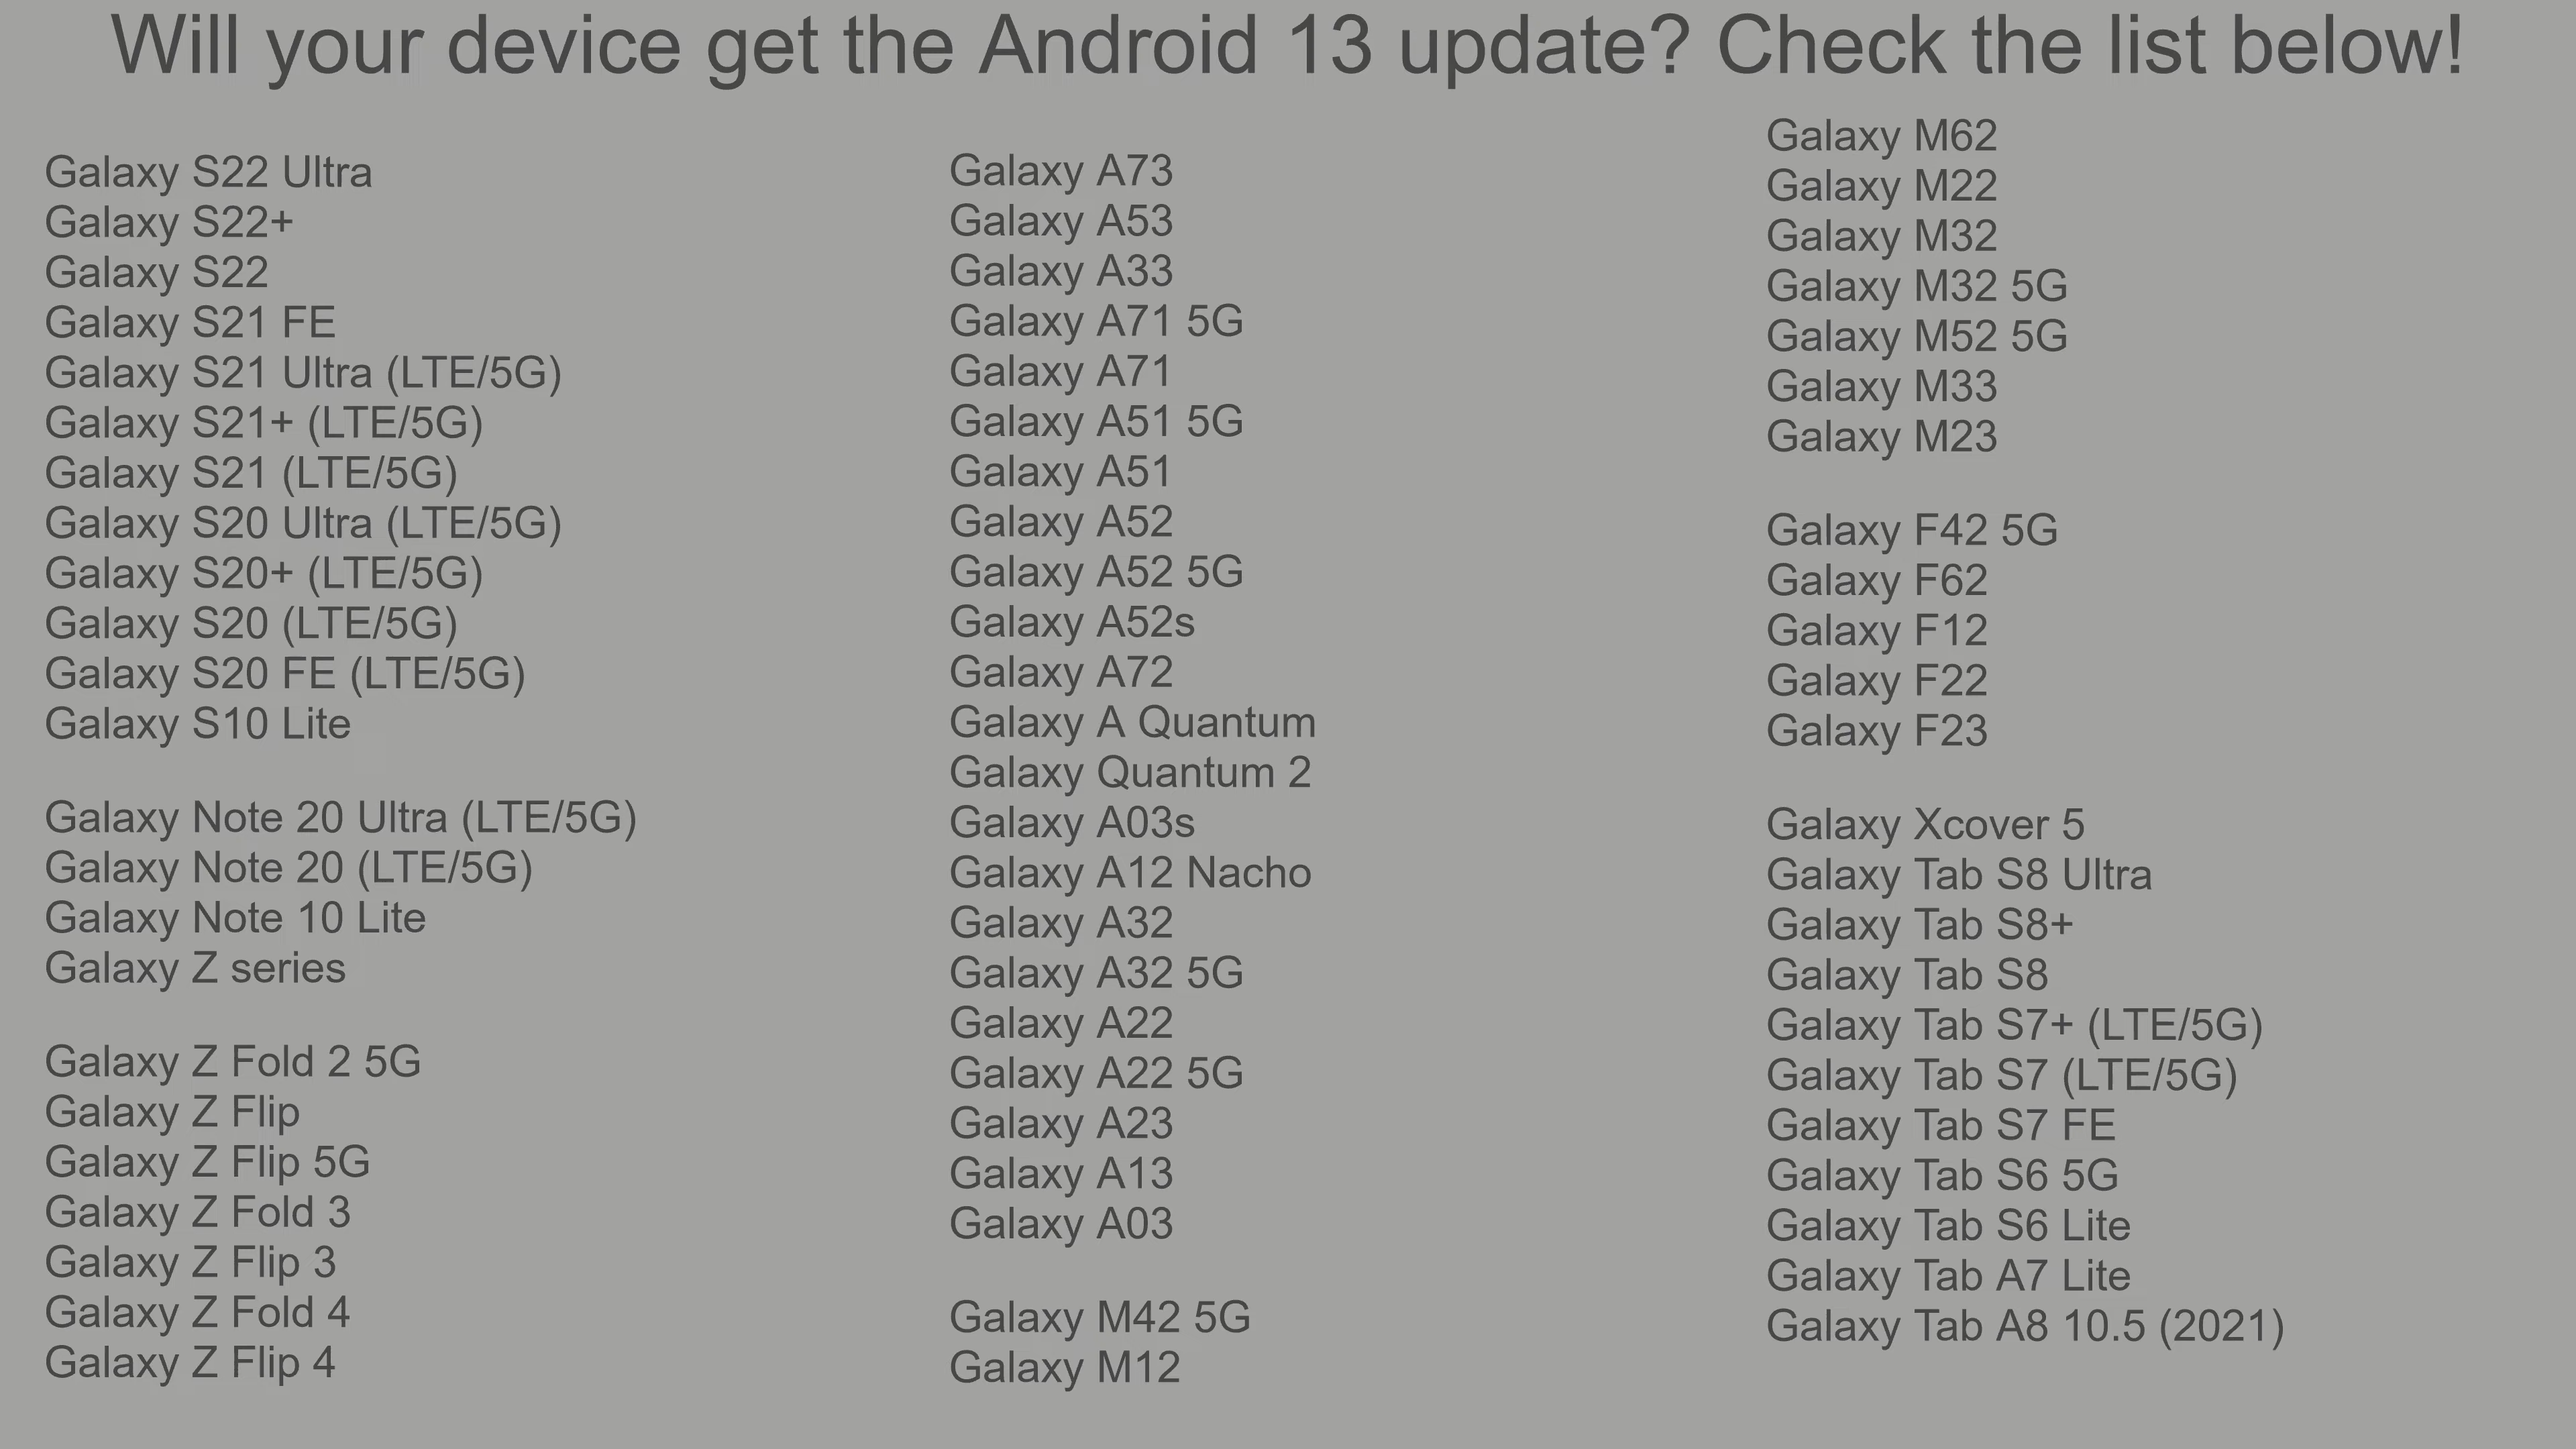 Will your device get the Android 13 update? Check the list below!
Galaxy S22 Ultra
Galaxy S22+
Galaxy S22
Galaxy S21 FE
Galaxy S21 Ultra (LTE/5G)
Galaxy S21+ (LTE/5G)
Galaxy S21 (LTE/5G)
Galaxy S20 Ultra (LTE/5G)
Galaxy S20+ (LTE/5G)
Galaxy S20 (LTE/5G)
Galaxy S20 FE (LTE/5G)
Galaxy S10 Lite
Galaxy Note 20 Ultra (LTE/5G)
Galaxy Note 20 (LTE/5G)
Galaxy Note 10 Lite
Galaxy Z series
Galaxy Z Fold 2 5G
Galaxy Z Flip
Galaxy Z Flip 5G
Galaxy Z Fold 3
Galaxy Z Flip 3
Galaxy Z Fold 4
Galaxy Z Flip 4
Galaxy A73
Galaxy A53
Galaxy A33
Galaxy A71 5G
Galaxy A71
Galaxy A51 5G
Galaxy A51
Galaxy A52
Galaxy A52 5G
Galaxy A52s
Galaxy A72
Galaxy A Quantum
Galaxy Quantum 2
Galaxy A03s
Galaxy A12 Nacho
Galaxy A32
Galaxy A32 5G
Galaxy A22
Galaxy A22 5G
Galaxy A23
Galaxy A13
Galaxy A03
Galaxy M42 5G
Galaxy M12
Galaxy M62
Galaxy M22
Galaxy M32
Galaxy M32 5G
Galaxy M52 5G
Galaxy M33
Galaxy M23
Galaxy F42 5G
Galaxy F62
Galaxy F12
Galaxy F22
Galaxy F23
Galaxy Xcover 5
Galaxy Tab S8 Ultra
Galaxy Tab S8+
Galaxy Tab S8
Galaxy Tab S7+ (LTE/5G)
Galaxy Tab S7 (LTE/5G)
Galaxy Tab S7 FE
Galaxy Tab S6 5G
Galaxy Tab S6 Lite
Galaxy Tab A7 Lite
Galaxy Tab A8 10.5 (2021)